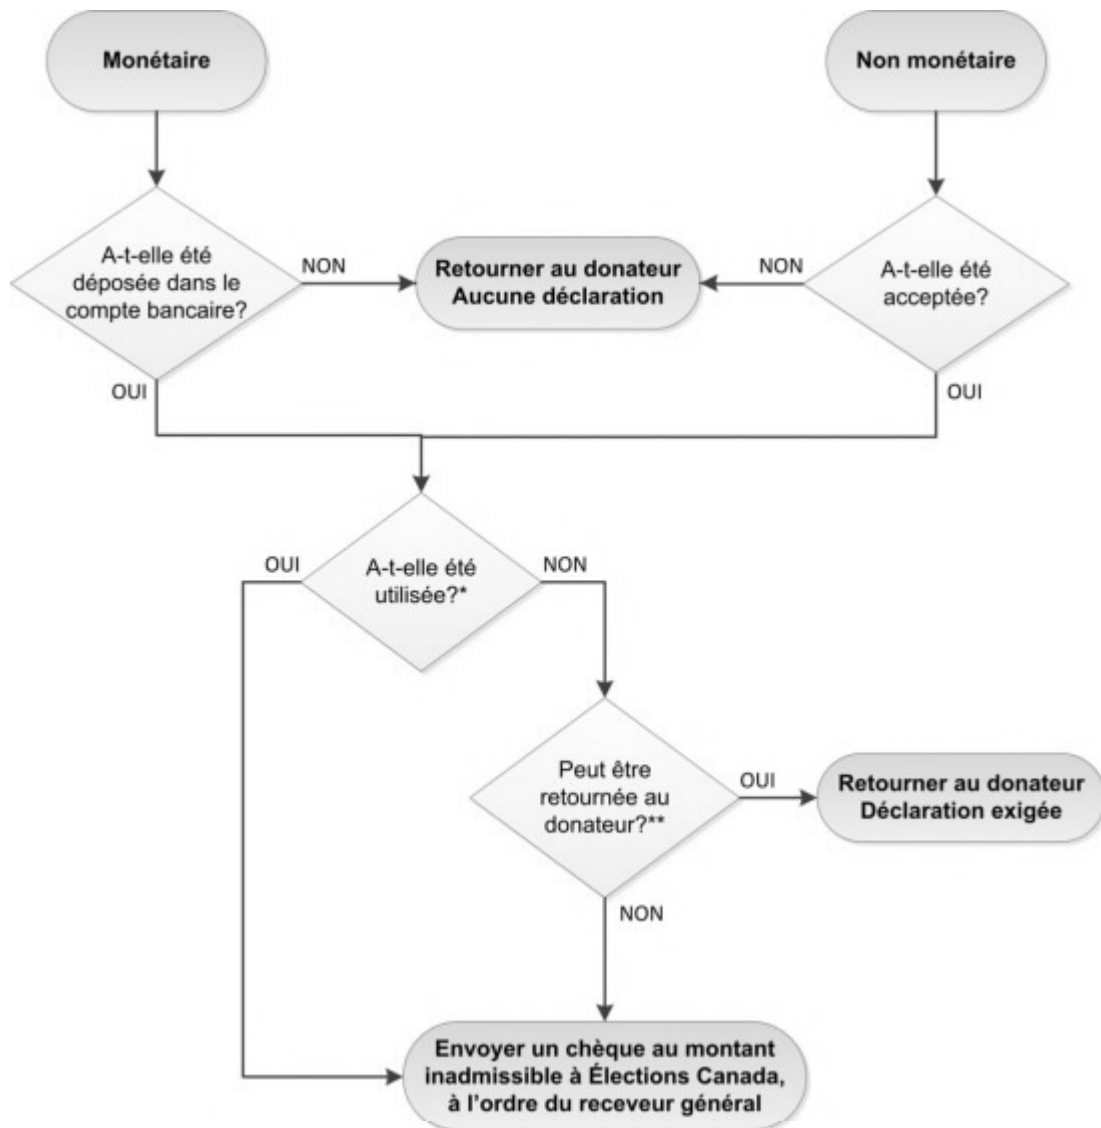 Monétaire
Non monétaire
A-t-elle été
déposée dans le
compte bancaire?
NON
Retourner au donateur
Aucune déclaration
NON
A-t-elle été
acceptée?
OUI
OUI
OUI
A-t-elle été
utilisée?*
NON
Peut être
retournée au
donateur?**
OUI
Retourner au donateur
Déclaration exigée
NON
Envoyer un chèque au montant
inadmissible à Élections Canada,
à l'ordre du receveur général